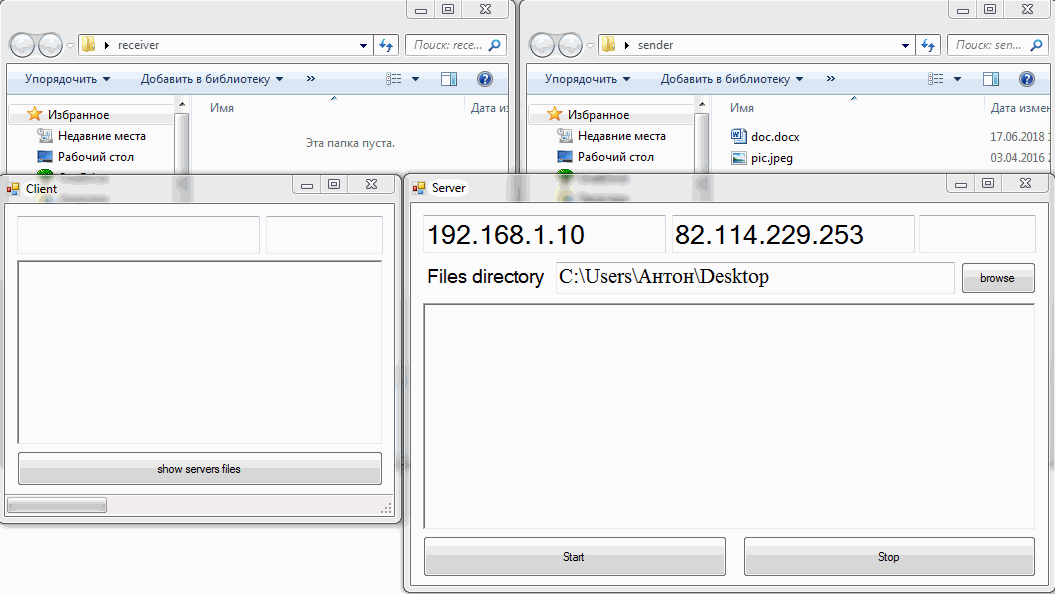 receiver
Поиск: rece...
Упорядочить
Добавить в библиотеку
»
Избранное
Недавние места
Рабочий стол
Имя
Дата из
Эта папка пуста.
sender
Поиск: sen...
Упорядочить
Добавить в библиотеку
»
Избранное
Недавние места
Рабочий стол
Имя
Дата измен
doc.docx
17.06.2018 1
pic.jpeg
03.04.2016 2
Client
show servers files
Server
192.168.1.10
82.114.229.253
Files directory
C:\Users\Антон\Desktop
browse
Start
Stop